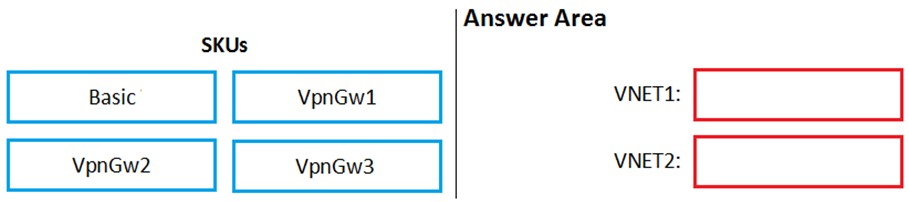 Answer Area
SKUs
Basic
VpnGw1
VNET1:
VpnGw2
VpnGw3
VNET2: